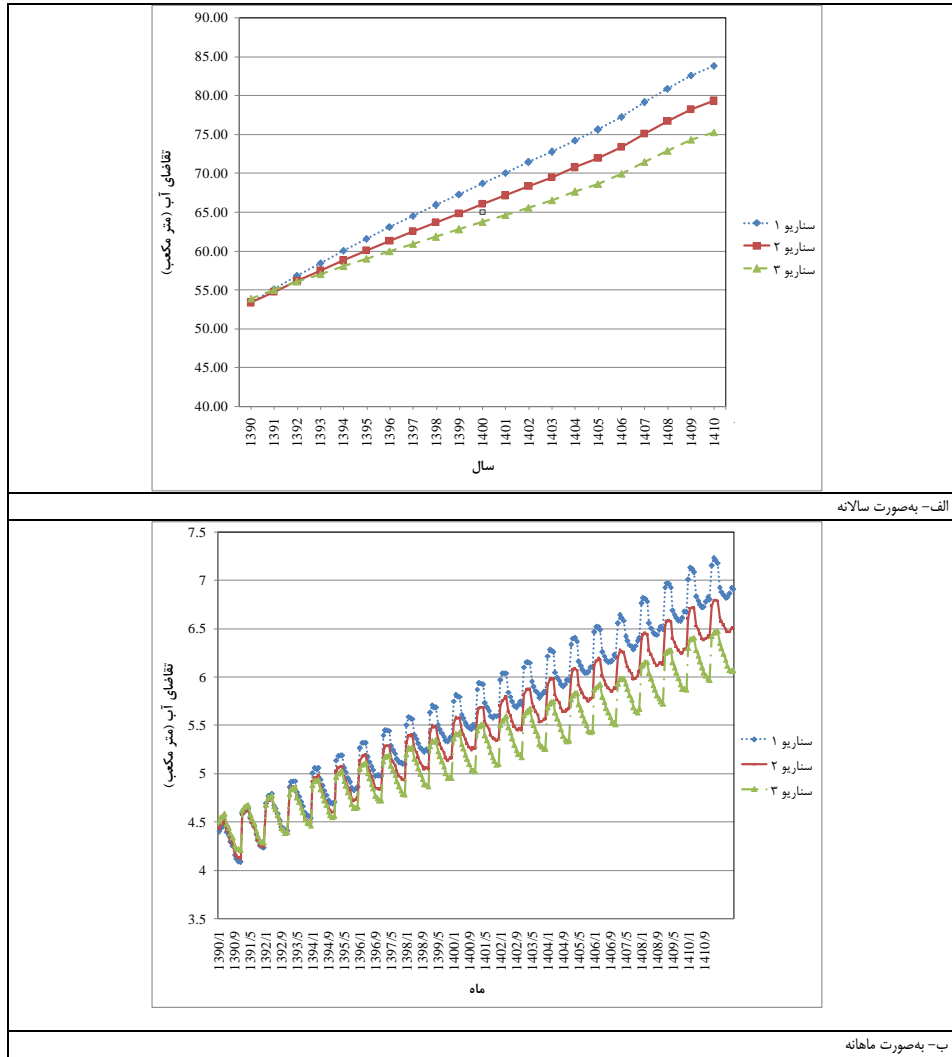 90.00
85.00
80.00
75.00
70.00
65.00
60.00
55.00
50.00
45.00
40.00
تقاضای آب (متر مکعب)
1390 1391 1392 1393 1394 1395 1396 1397 1398 1399 1400 1401 1402 1403 1404 1405 1406 1407 1408 1409 1410
سال
سناریو ۱
سناریو ۲
سناریو ۳
الف- به‌صورت سالانه
7.5
7
6.5
6
5.5
5
4.5
4
3.5
تقاضای آب (متر مکعب)
1390/1 1390/9 1391/5 1392/1 1392/9 1393/5 1394/1 1394/9 1395/5 1396/1 1396/9 1397/5 1398/1 1398/9 1399/5 1400/1 1400/9 1401/5 1402/1 1402/9 1403/5 1404/1 1404/9 1405/5 1406/1 1406/9 1407/5 1408/1 1408/9 1409/5 1410/1 1410/9
ماه
سناریو ۱
سناریو ۲
سناریو ۳
ب- به‌صورت ماهانه